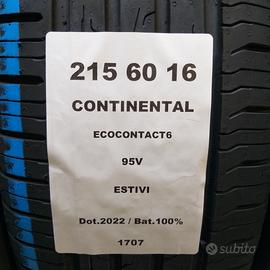 215 60 16
CONTINENTAL
ECOCONTACT6
95V
ESTIVI
Dot.2022 / Bat.100%
1707
subito